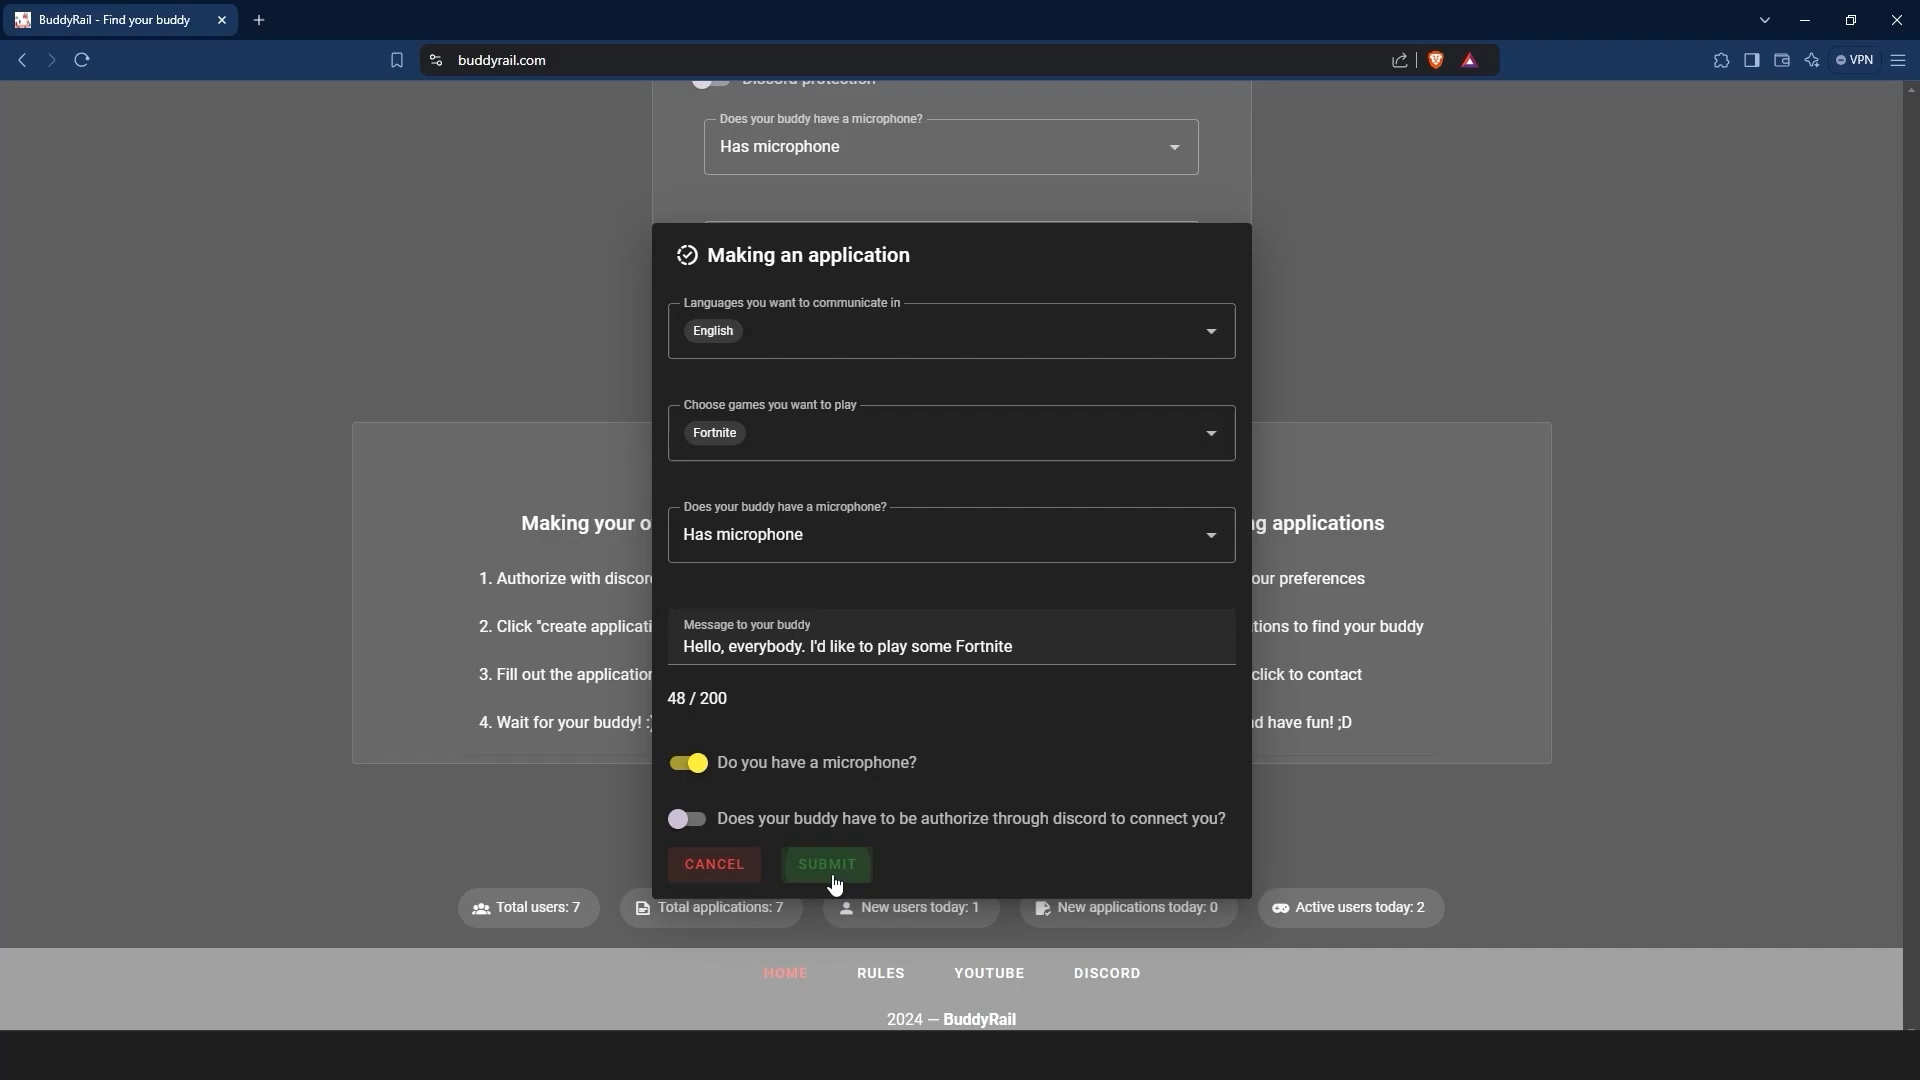 BuddyRail - Find your buddy
buddyrail.com
VPN
Discord protection
Does your buddy have a microphone?
Has microphone
Making an application
Languages you want to communicate in
English
Choose games you want to play
Fortnite
Does your buddy have a microphone?
Has microphone
Message to your buddy
Hello, everybody. I'd like to play some Fortnite
48 / 200
Do you have a microphone?
Does your buddy have to be authorize through discord to connect you?
CANCEL
SUBMIT
Making your o
1. Authorize with discor
2. Click "create applicati
3. Fill out the application
4. Wait for your buddy! :)
g applications
our preferences
tions to find your buddy
click to contact
d have fun! ;D
Total users: 7
Total applications: 7
New users today: 1
New applications today: 0
Active users today: 2
HOME
RULES
YOUTUBE
DISCORD
2024 — BuddyRail